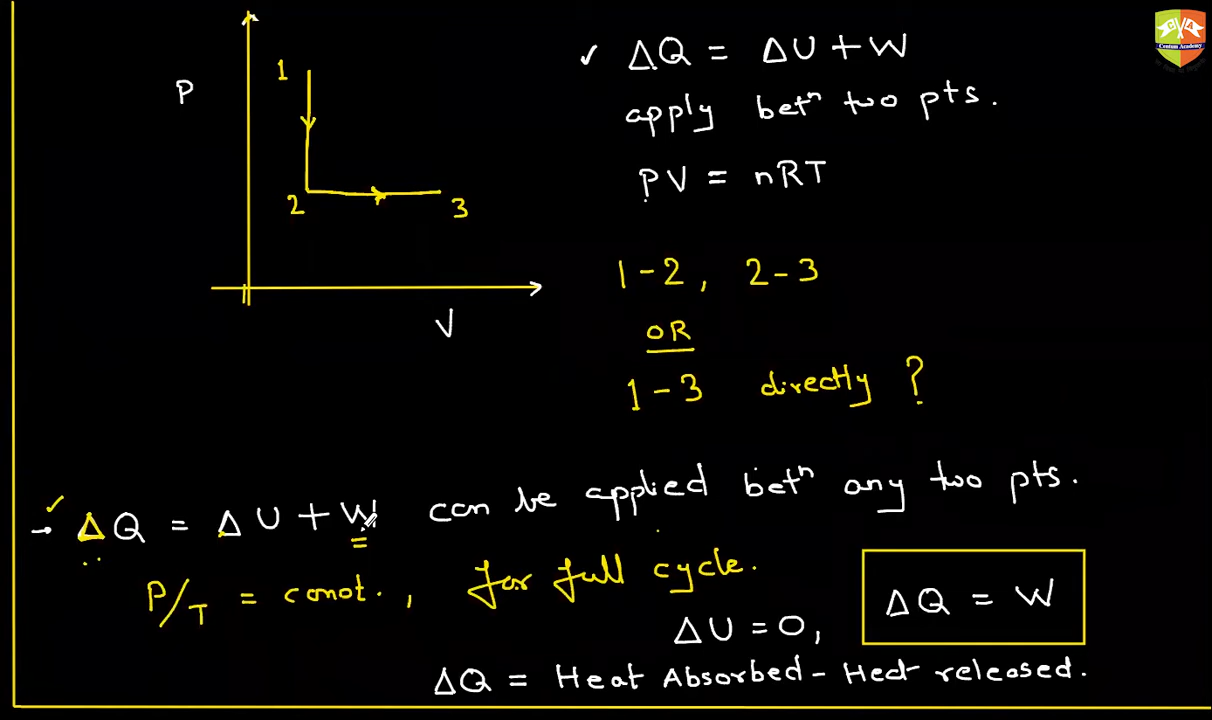 P
1
2
3
V
✓ ΔQ = ΔU + W
apply betⁿ two pts.
PV = nRT
1-2, 2-3
OR
1-3 directly ?
✓
→ ΔQ = ΔU + W can be applied betⁿ any two pts.
P/T = const., for full cycle.
ΔU = 0,
ΔQ = W
ΔQ = Heat Absorbed - Heat released.
Centum Academy